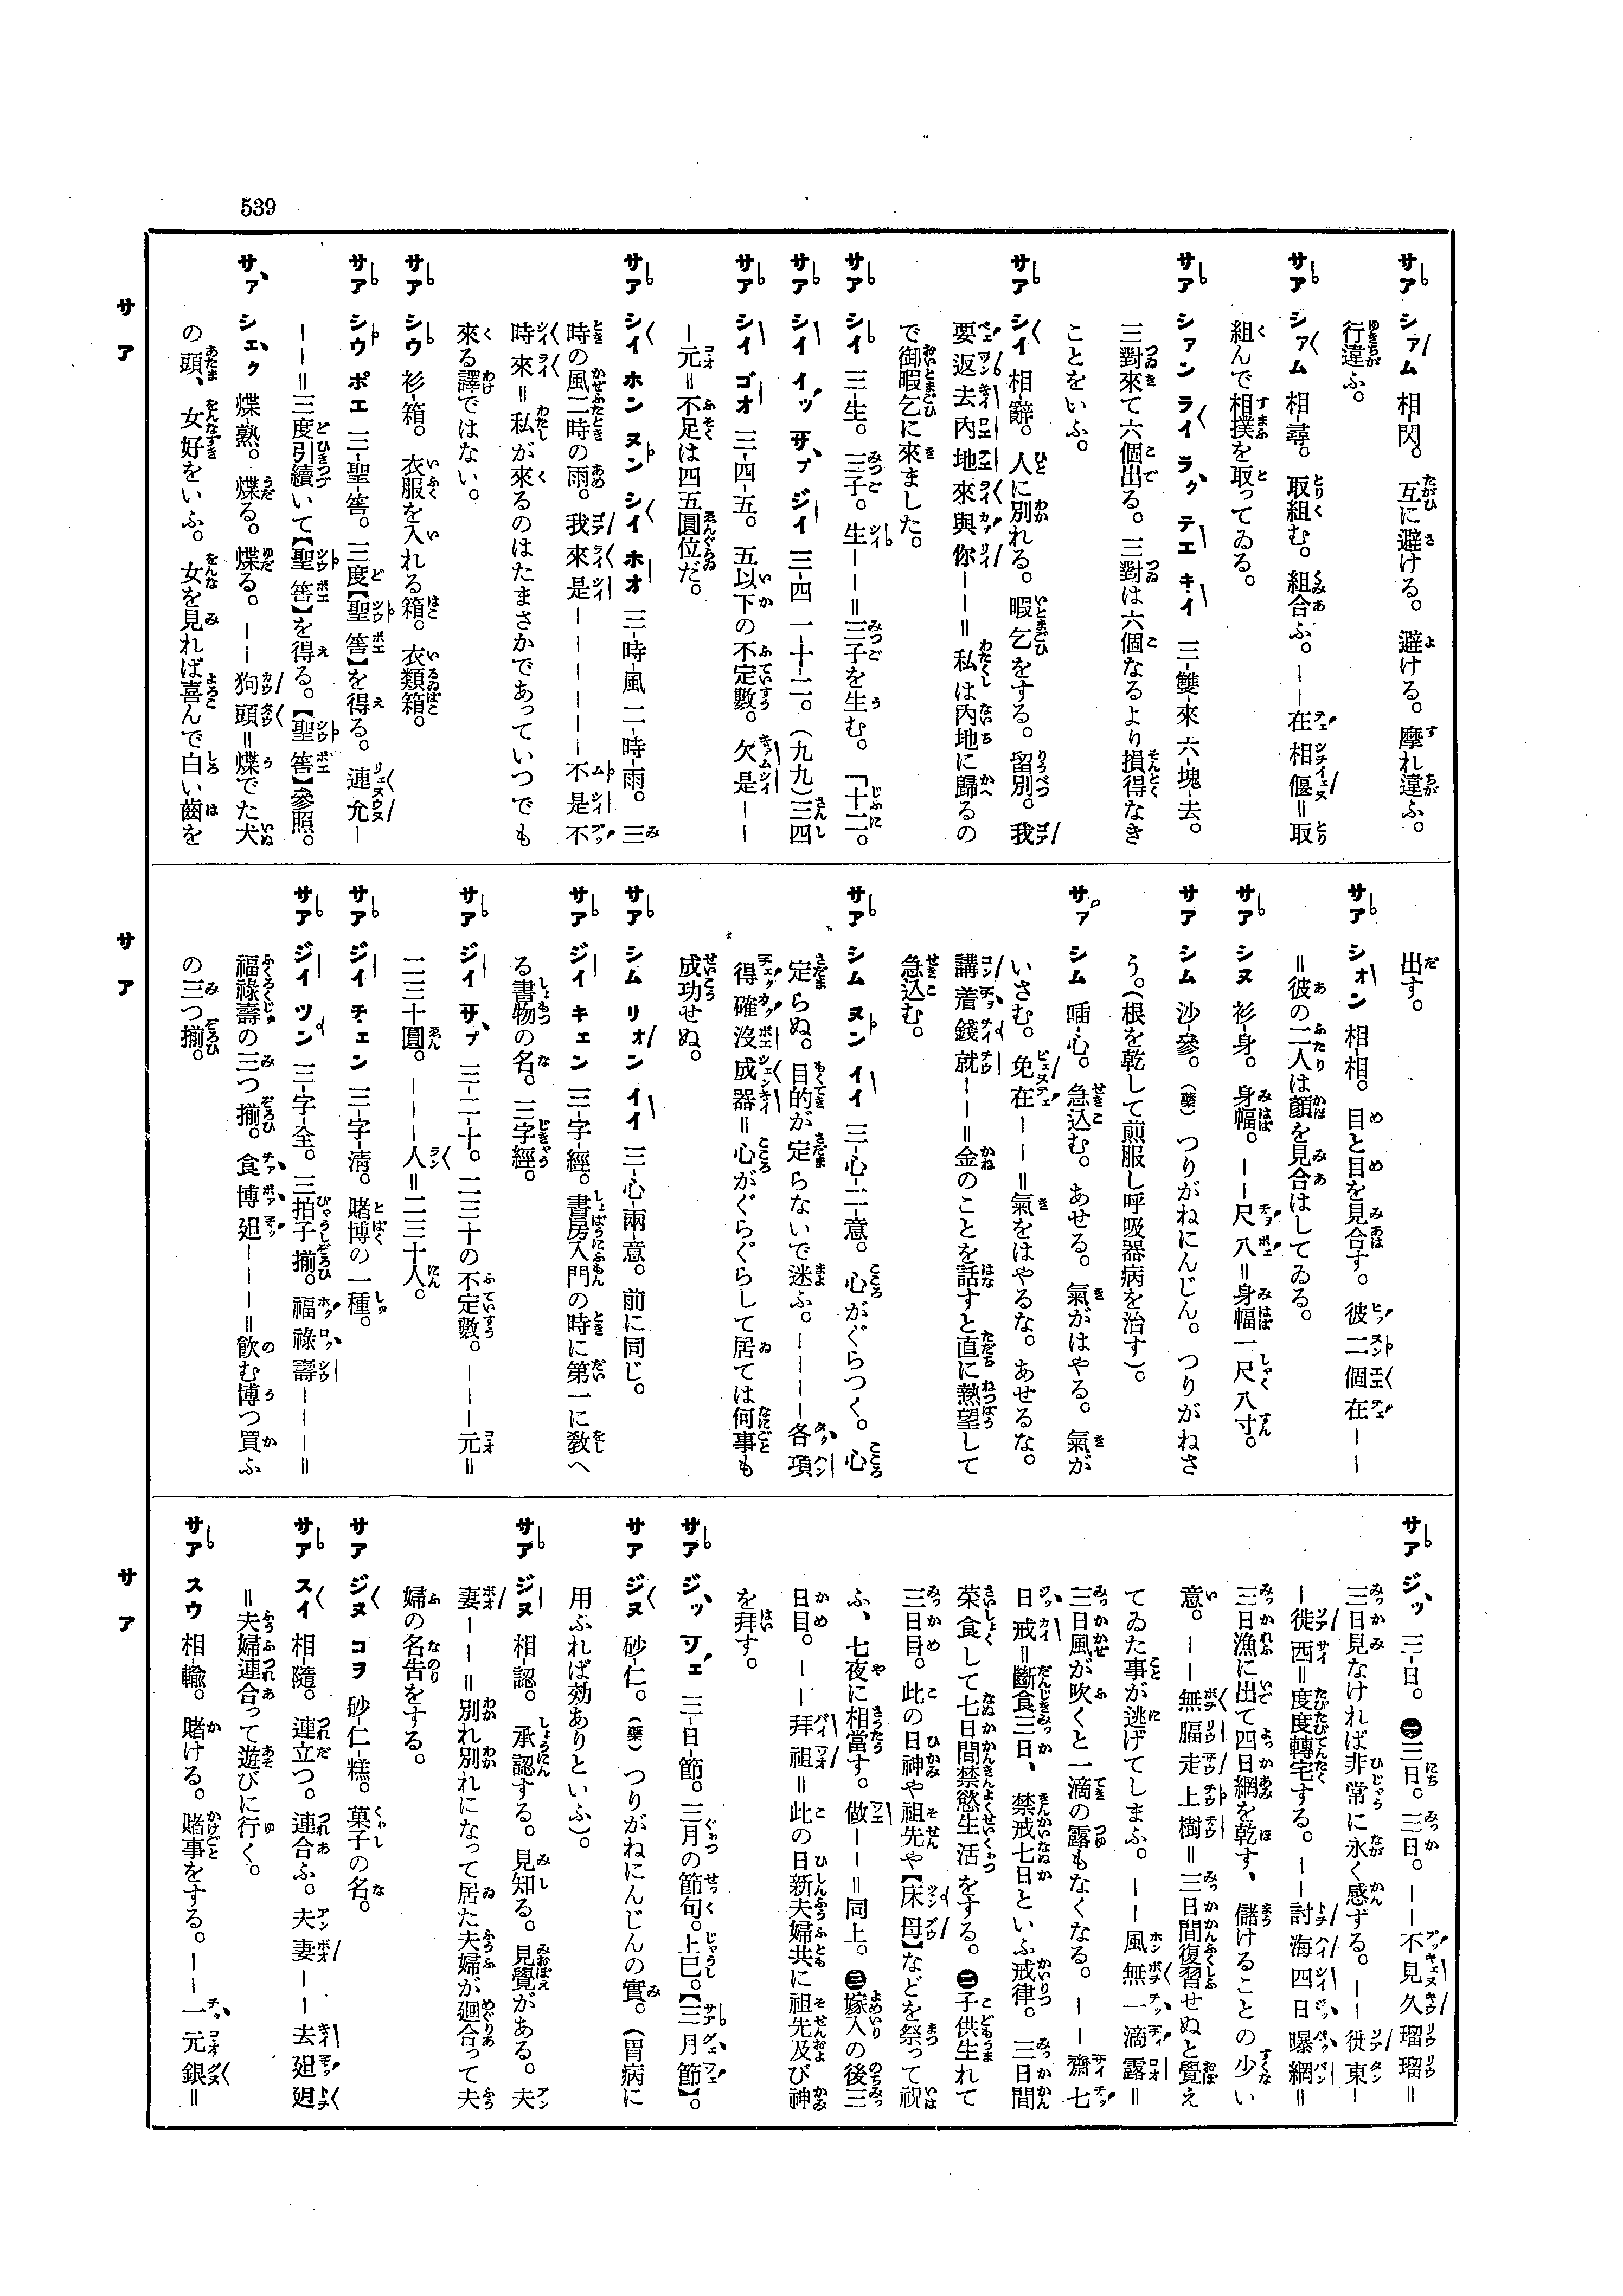 539
サア シァム 相-閃。互に避ける。避ける。摩れ違ふ。
行違ふ。
サア シァム 相-尋。取組む。組合ふ。——在相偃＝取
組んで相撲を取ってゐる。
サア シァン ライ ラク テエ キイ 三-雙-來 六-塊-去。
三對來て六個出る。三對は六個なるより損得なき
ことをいふ。
サア シイ 相-辭。人に別れる。暇乞をする。留別。我
要返去內地來與你——＝私は內地に歸るの
で御暇乞に來ました。
サア シイ 三-生。三子。生——＝三子を生む。「十二。
サア シイ イッ ザプ ジイ 三-四 一-十-二。（九九）三四
サア シイ ゴオ 三-四-五。五以下の不定數。欠是——
—元＝不足は四五圓位だ。
サア シイ ホン ヌン シイ ホオ 三-時-風 二-時-雨。三
時の風二時の雨。我來是——————不是不
時來＝私が來るのはたまさかであっていつでも
來る譯ではない。
サア シウ 衫-箱。衣服を入れる箱。衣類箱。
サア シウ ポエ 三-聖-筶。三度【聖筶】を得る。連允—
——＝三度引續いて【聖筶】を得る。【聖筶】參照。
サァ シェク 煠-熟。煠る。煠る。——狗頭＝煠でた犬
の頭、女好をいふ。女を見れば喜んで白い齒を
出す。
サア シオン 相-相。目と目を見合す。彼二個在——
＝彼の二人は顏を見合はしてゐる。
サア シヌ 衫-身。身幅。——尺八＝身幅一尺八寸。
サア シム 沙-參。（藥）つりがねにんじん。つりがねさ
う。（根を乾して煎服し呼吸器病を治す）。
サァ シム 心。急込む。あせる。氣がはやる。氣が
いさむ。免在——＝氣をはやるな。あせるな。
講着錢就——＝金のことを話すと直に熱望して
急込む。
サア シム ヌン イイ 三-心-二-意。心がぐらつく。心
定らぬ。目的が定らないで迷ふ。————各項
得確沒成器＝心がぐらぐらして居ては何事も
成功せぬ。
サア シム リオン イイ 三-心-兩-意。前に同じ。
サア ジイ キエン 三-字-經。書房入門の時に第一に敎へ
る書物の名。三字經。
サア ジイ ザプ 三-二-十。二三十の不定數。———元＝
二三十圓。———人＝二三十人。
サア ジイ チェン 三-字-淸。賭博の一種。
サア ジイ ツン 三-字-全。三拍子揃。福祿壽———＝
福祿壽の三つ揃。食博𨑨———＝飮む博つ買ふ
の三つ揃。
サア ジッ 三-日。㊀三日。三日。——不見久瑠瑠＝
三日見なければ非常に永く感ずる。——徙東—
—徙西＝度度轉宅する。——討海四日曝網＝
三日漁に出て四日網を乾す、儲けることの少い
意。——無腷走上樹＝三日間復習せぬと覺え
てゐた事が逃げてしまふ。——風無一滴露＝
三日風が吹くと一滴の露もなくなる。——齋七
日戒＝斷食三日、禁戒七日といふ戒律。三日間
榮食して七日間禁慾生活をする。㊁子供生れて
三日目。此の日神や祖先や【床母】などを祭って祝
ふ、七夜に相當す。做——＝同上。㊂嫁入の後三
日目。——拜祖＝此の日新夫婦共に祖先及び神
を拜す。
サア ジッ ツェ 三-日-節。三月の節句。上巳。【三月節】。
サア ジヌ 砂-仁。（藥）つりがねにんじんの實。（胃病に
用ふれば効ありといふ）。
サア ジヌ 相-認。承認する。見知る。見覺がある。夫
妻——＝別れ別れになって居た夫婦が廻合って夫
婦の名吿をする。
サア ジヌ コヲ 砂-仁-糕。菓子の名。
サア スイ 相-隨。連立つ。連合ふ。夫妻——去𨑨𨑨
＝夫婦連合って遊びに行く。
サア スウ 相-輸。賭ける。賭事をする。——一元銀＝
サア
サア
サア